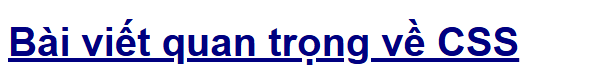 Bài viết quan trọng về CSS